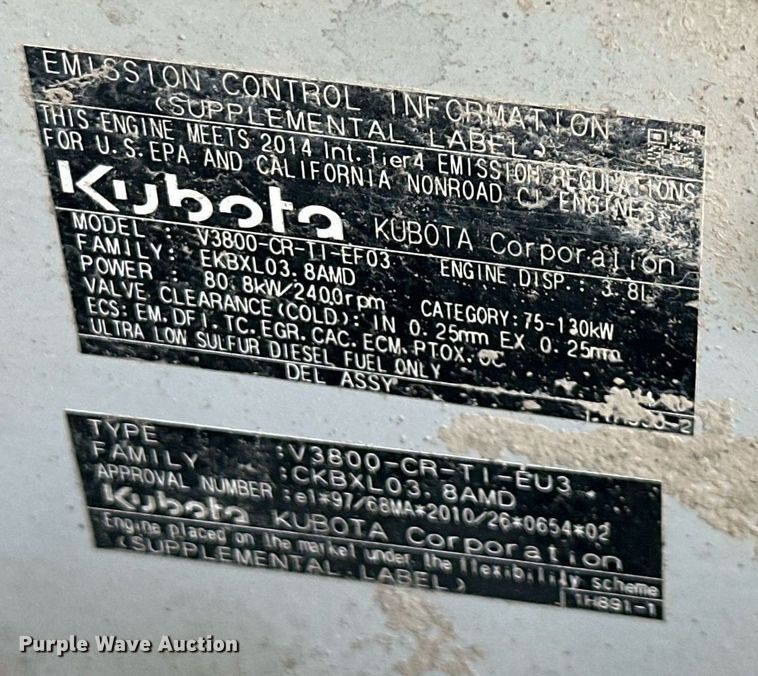 EMISSION CONTROL INFORMATION
(SUPPLEMENTAL LABEL)
THIS ENGINE MEETS 2014 Int.Tier4 EMISSION REGULATIONS
FOR U.S.EPA AND CALIFORNIA NONROAD CI ENGINES
Kubota KUBOTA Corporation
MODEL : V3800-CR-TI-EF03 ENGINE DISP.: 3.8L
FAMILY: EKBXL03.8AMD
POWER : 80.8kW/2400rpm CATEGORY:75-130kW
VALVE CLEARANCE(COLD): IN 0.25mm EX 0.25mm
ECS: EM.DFI.TC.EGR.CAC.ECM.PTOX.OC
ULTRA LOW SULFUR DIESEL FUEL ONLY
DEL ASSY
TYPE :V3800-CR-TI-EU3
FAMILY :CKBXL03.8AMD
APPROVAL NUMBER :e1*97/68MA*2010/26*0654*02
Kubota KUBOTA Corporation
Engine placed on the market under the flexibility scheme
(SUPPLEMENTAL LABEL)
1H891-1
Purple Wave Auction